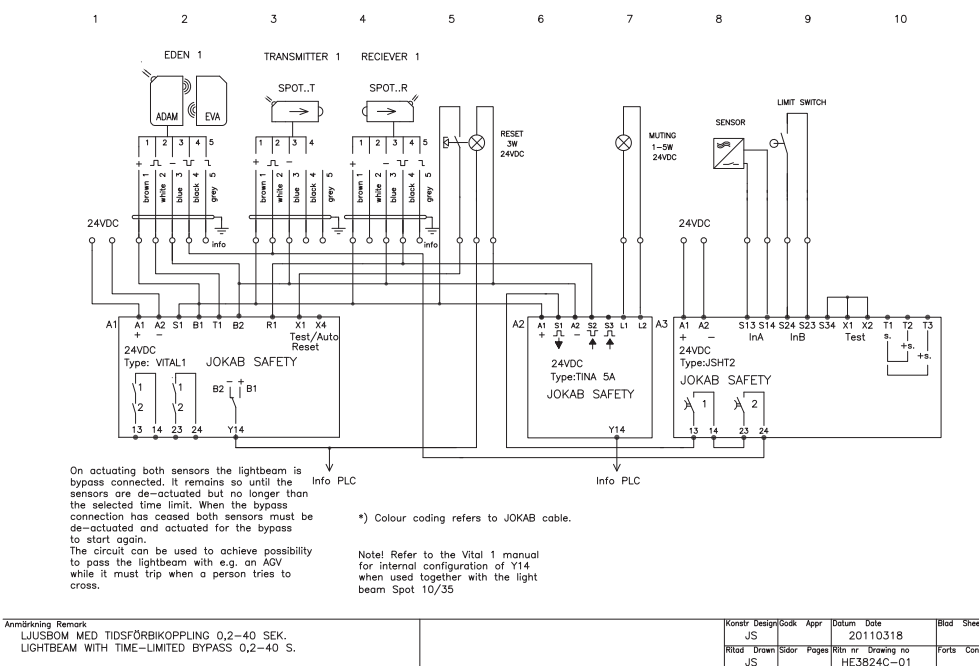 1 2 3 4 5 6 7 8 9 10
EDEN 1
TRANSMITTER 1
RECIEVER 1
SPOT..T
SPOT..R
ADAM
EVA
LIMIT SWITCH
SENSOR
RESET
3W
24VDC
MUTING
1-5W
24VDC
1 2 3 4 5
1 2 3 4
1 2 3 4 5
+ −
+ −
+ −
brown 1
white 2
blue 3
black 4
grey 5
brown 1
white 2
blue 3
black 4
grey 5
brown 1
white 2
blue 3
black 4
grey 5
24VDC
info
info
24VDC
A1
A1 A2 S1 B1 T1 B2 R1 X1 X4
+ −
Test/Auto
Reset
24VDC
Type: VITAL1
JOKAB SAFETY
1
2
1
2
− +
B2
B1
13 14 23 24 Y14
A2
A1 S1 A2 S2 S3 L1 L2
+ −
24VDC
Type:TINA 5A
JOKAB SAFETY
Y14
A3
A1 A2 S13 S14 S24 S23 S34 X1 X2 T1 T2 T3
+ −
InA
InB
Test
s.
+s.
+s.
24VDC
Type:JSHT2
JOKAB SAFETY
1
2
13 14 23 24
Info PLC
Info PLC
On actuating both sensors the lightbeam is
bypass connected. It remains so until the
sensors are de-actuated but no longer than
the selected time limit. When the bypass
connection has ceased both sensors must be
de-actuated and actuated for the bypass
to start again.
The circuit can be used to achieve possibility
to pass the lightbeam with e.g. an AGV
while it must trip when a person tries to
cross.
*) Colour coding refers to JOKAB cable.
Note! Refer to the Vital 1 manual
for internal configuration of Y14
when used together with the light
beam Spot 10/35
Anmärkning Remark
LJUSBOM MED TIDSFÖRBIKOPPLING 0,2-40 SEK.
LIGHTBEAM WITH TIME-LIMITED BYPASS 0,2-40 S.
Konstr Design Godk Appr Datum Date Blad Shee
JS 20110318
Ritad Drawn Sidor Pages Ritn nr Drawing no Forts Con
JS HE3824C-01